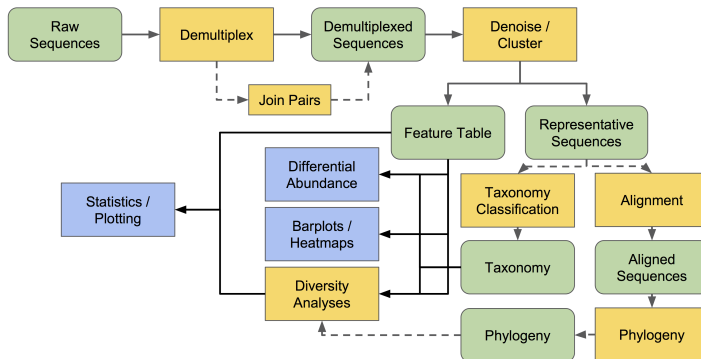 Raw
Sequences
Demultiplex
Demultiplexed
Sequences
Denoise /
Cluster
Join Pairs
Feature Table
Representative
Sequences
Differential
Abundance
Statistics /
Plotting
Taxonomy
Classification
Alignment
Barplots /
Heatmaps
Taxonomy
Aligned
Sequences
Diversity
Analyses
Phylogeny
Phylogeny